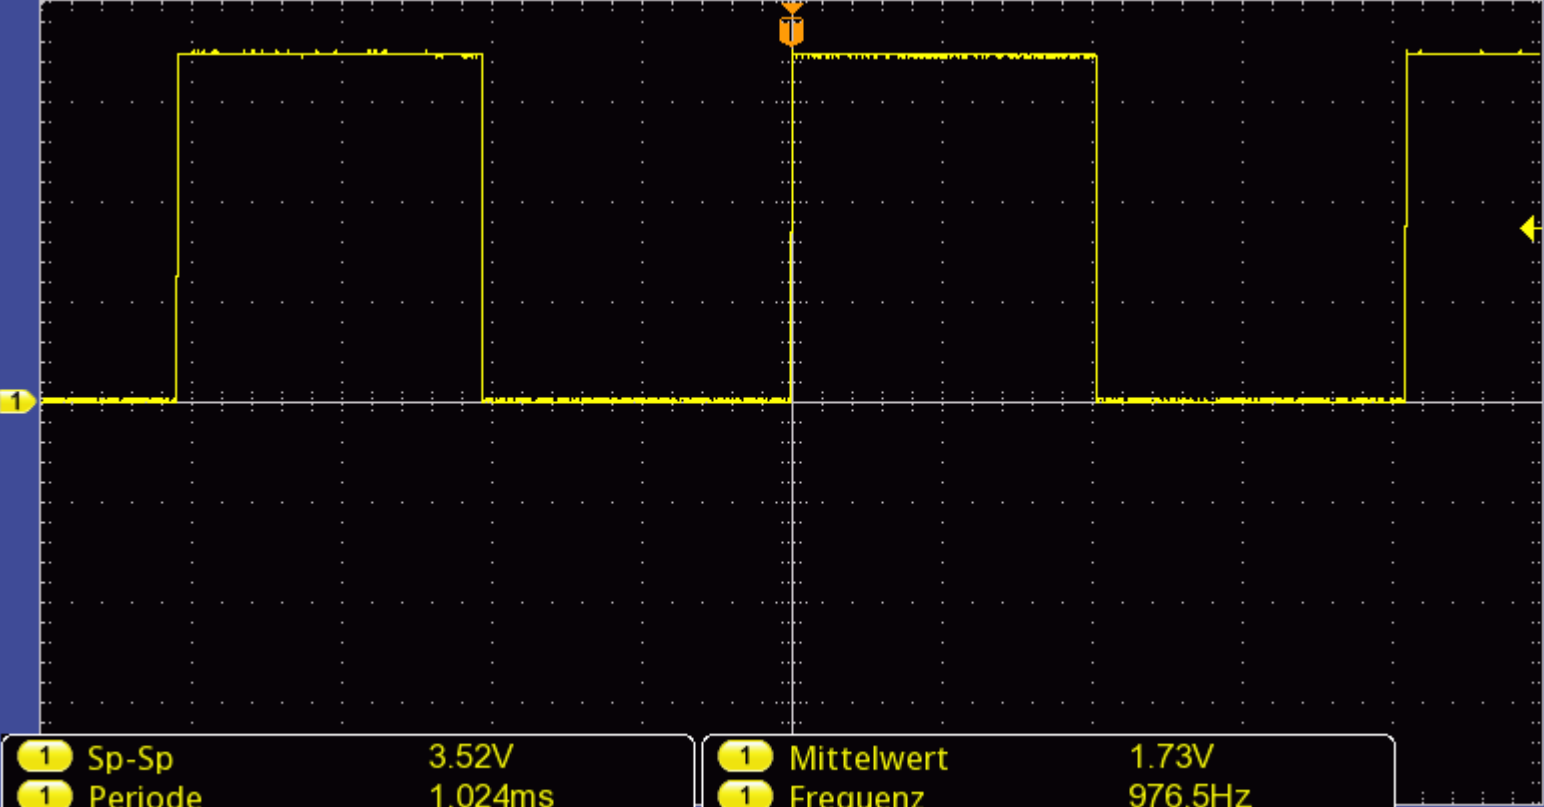 T
1
1 Sp-Sp 3.52V
1 Mittelwert 1.73V
1 Periode 1.024ms
1 Frequenz 976.5Hz